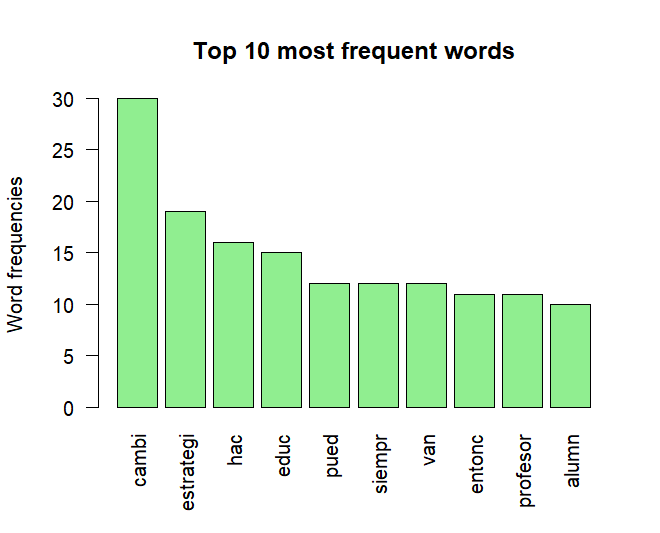 Top 10 most frequent words
Word frequencies
30
25
20
15
10
5
0
cambi
estrategi
hac
educ
pued
siempr
van
entonc
profesor
alumn